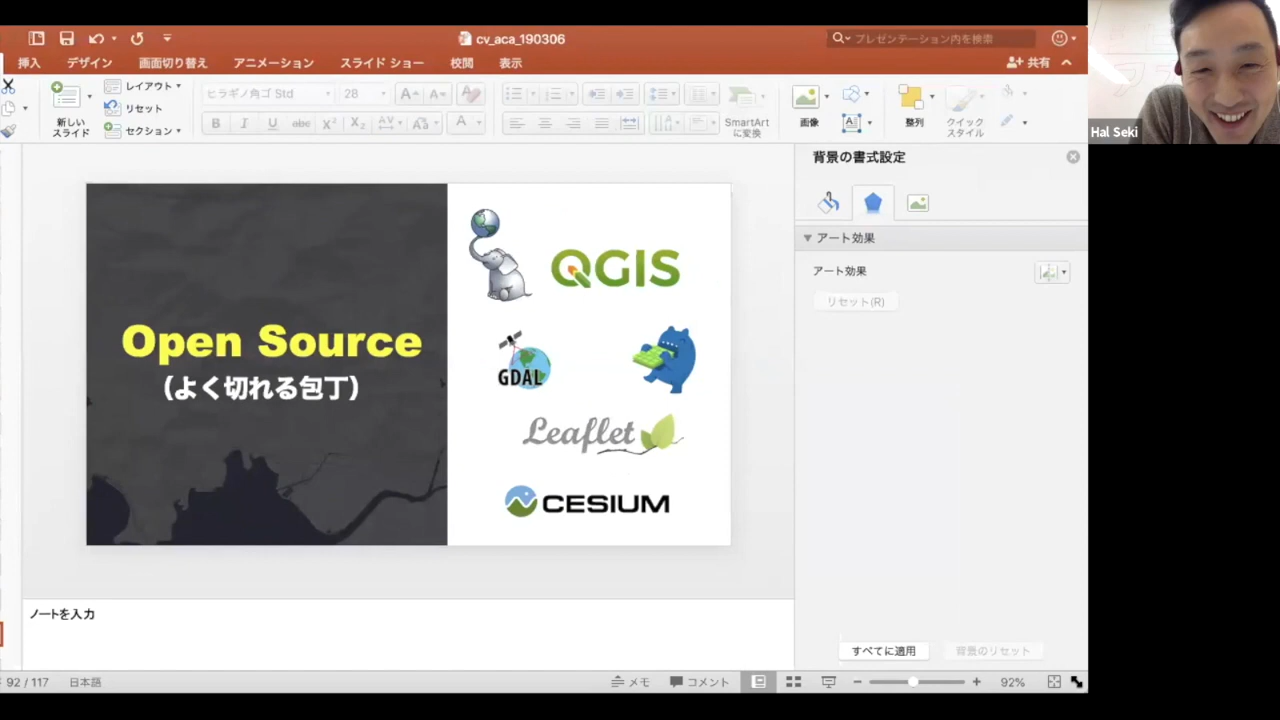 cv_aca_190306
プレゼンテーション内を検索
挿入 デザイン 画面切り替え アニメーション スライド ショー 校閲 表示
共有
新しい
スライド
レイアウト
リセット
セクション
ヒラギノ角ゴ Std 28
SmartArt
に変換
画像
整列
クイック
スタイル
Hal Seki
背景の書式設定
アート効果
アート効果
リセット(R)
Open Source
（よく切れる包丁）
QGIS
GDAL
Leaflet
CESIUM
ノートを入力
すべてに適用 背景のリセット
92 / 117 日本語 メモ コメント 92%